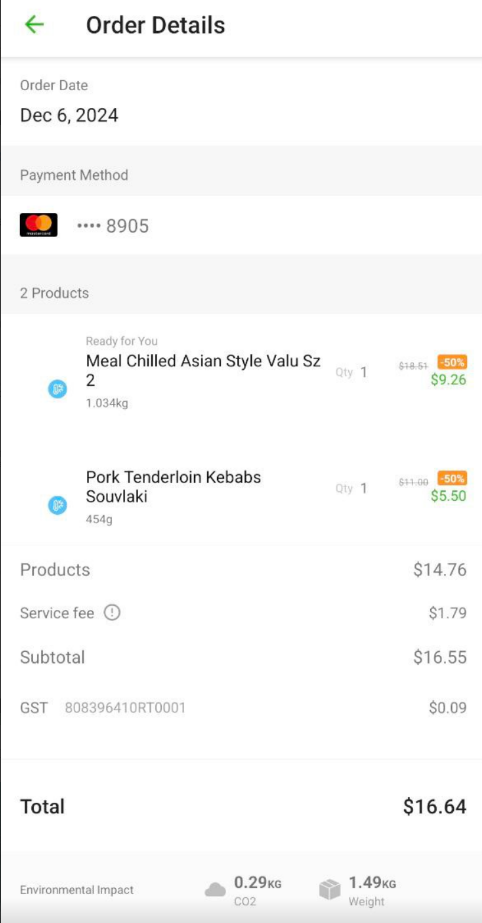 Order Details
Order Date
Dec 6, 2024
Payment Method
•••• 8905
2 Products
Ready for You
Meal Chilled Asian Style Valu Sz
2
1.034kg
Qty 1
$18.51 -50%
$9.26
Pork Tenderloin Kebabs
Souvlaki
454g
Qty 1
$11.00 -50%
$5.50
Products $14.76
Service fee $1.79
Subtotal $16.55
GST 808396410RT0001 $0.09
Total $16.64
Environmental Impact
0.29KG
CO2
1.49KG
Weight